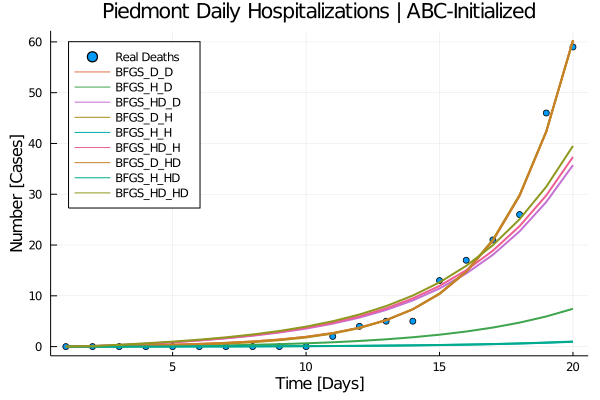 Piedmont Daily Hospitalizations | ABC-Initialized
Number [Cases]
60
50
40
30
20
10
0
Real Deaths
BFGS_D_D
BFGS_H_D
BFGS_HD_D
BFGS_D_H
BFGS_H_H
BFGS_HD_H
BFGS_D_HD
BFGS_H_HD
BFGS_HD_HD
5
10
15
20
Time [Days]